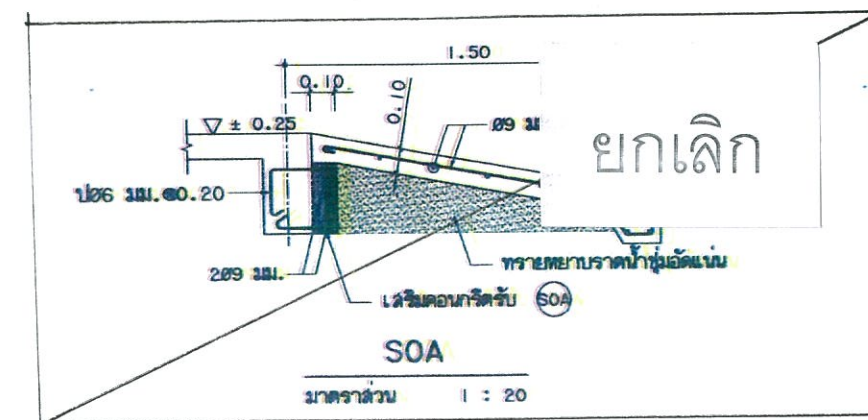 1.50
0.10
0.10
± 0.25
Ø9 มม
ยกเลิก
ปØ6 มม.@0.20
ทรายหยาบราดน้ำชุ่มอัดแน่น
2Ø9 มม.
เสริมคอนกรีตรับ SOA
SOA
มาตราส่วน 1 : 20